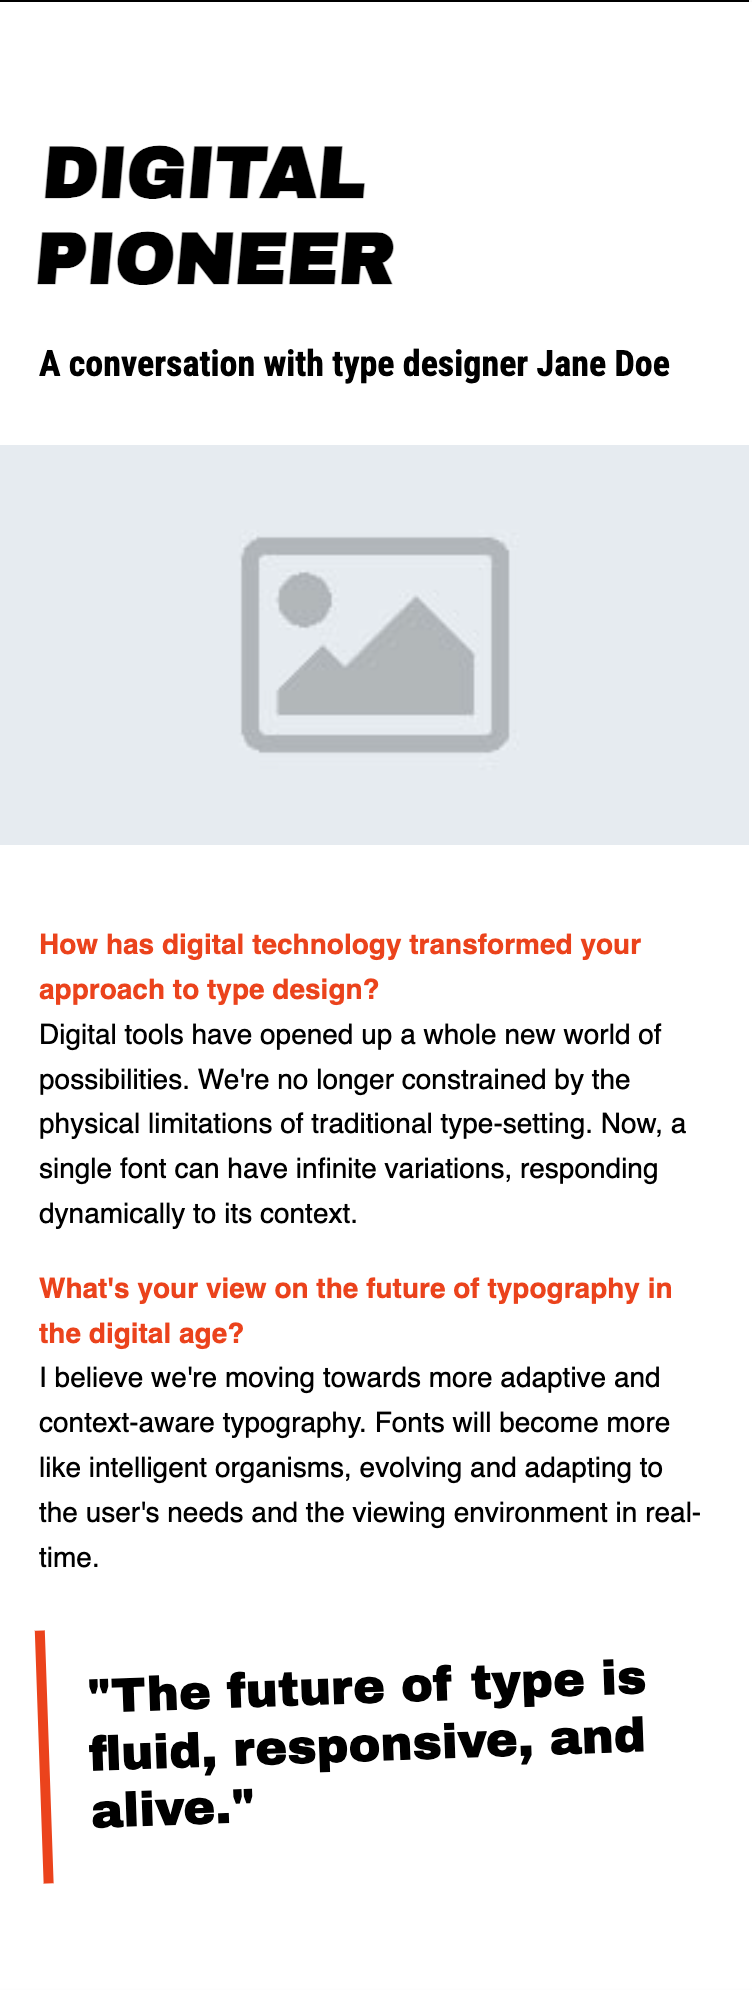 DIGITAL
PIONEER
A conversation with type designer Jane Doe
How has digital technology transformed your
approach to type design?
Digital tools have opened up a whole new world of
possibilities. We're no longer constrained by the
physical limitations of traditional type-setting. Now, a
single font can have infinite variations, responding
dynamically to its context.
What's your view on the future of typography in
the digital age?
I believe we're moving towards more adaptive and
context-aware typography. Fonts will become more
like intelligent organisms, evolving and adapting to
the user's needs and the viewing environment in real-
time.
"The future of type is
fluid, responsive, and
alive."